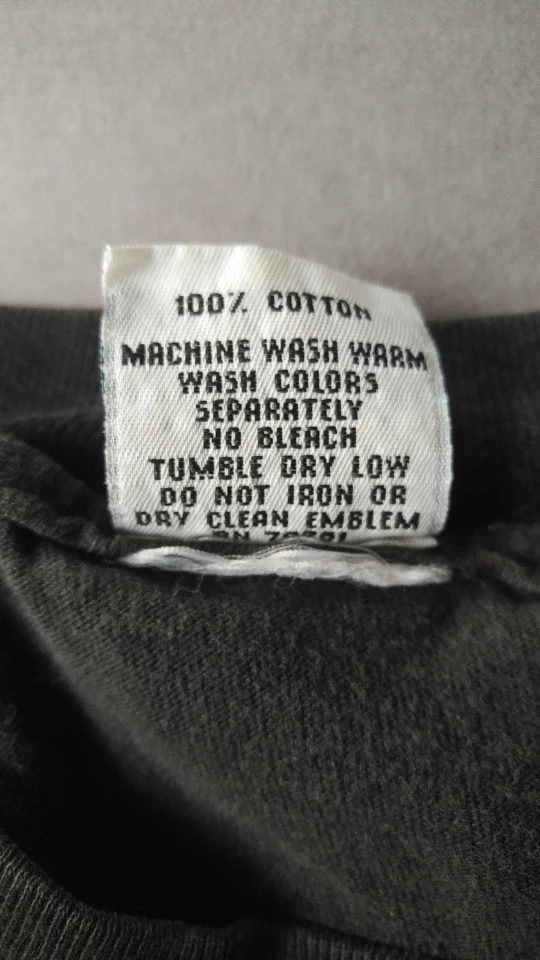 100% COTTON
MACHINE WASH WARM
WASH COLORS
SEPARATELY
NO BLEACH
TUMBLE DRY LOW
DO NOT IRON OR
DRY CLEAN EMBLEM